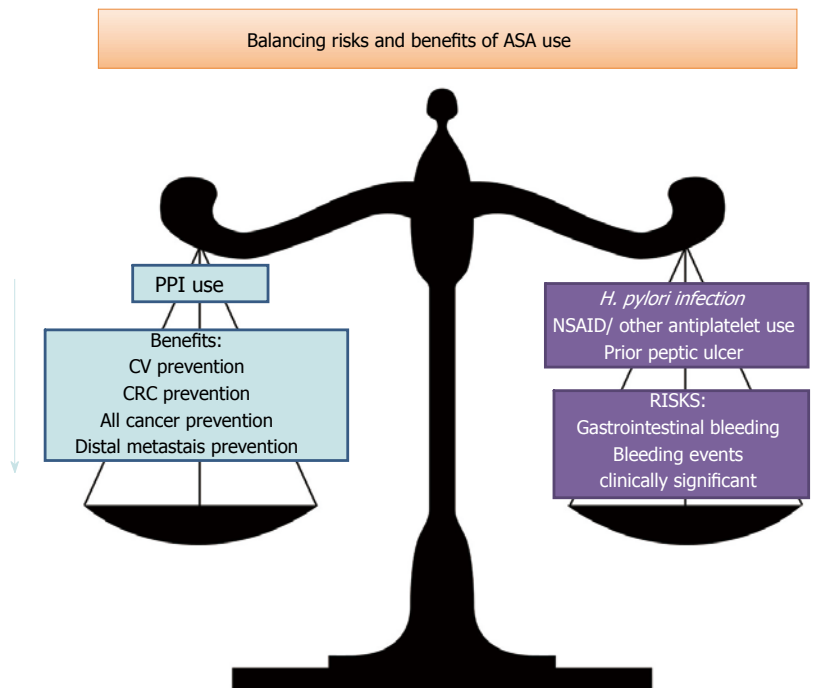 Balancing risks and benefits of ASA use
PPI use
Benefits:
CV prevention
CRC prevention
All cancer prevention
Distal metastais prevention
H. pylori infection
NSAID/ other antiplatelet use
Prior peptic ulcer
RISKS:
Gastrointestinal bleeding
Bleeding events
clinically significant